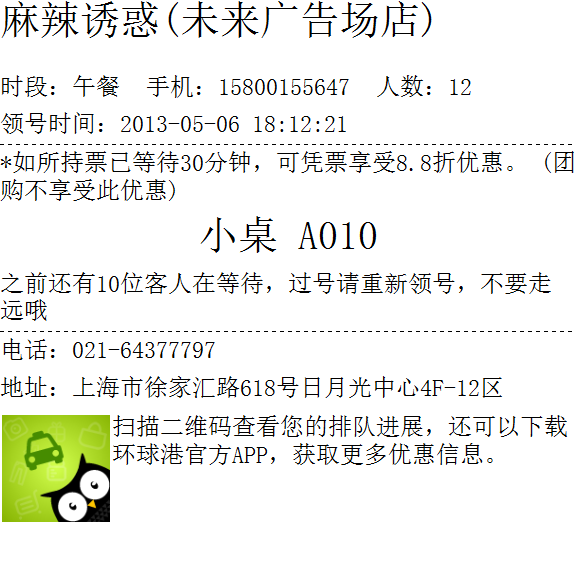 麻辣诱惑(未来广告场店)
时段: 午餐 手机: 15800155647 人数: 12
领号时间: 2013-05-06 18:12:21
*如所持票已等待30分钟，可凭票享受8.8折优惠。（团
购不享受此优惠)
小桌 A010
之前还有10位客人在等待，过号请重新领号，不要走
远哦
电话: 021-64377797
地址: 上海市徐家汇路618号日月光中心4F-12区
扫描二维码查看您的排队进展，还可以下载
环球港官方APP，获取更多优惠信息。